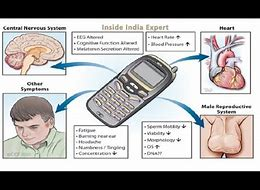 Inside India Expert
Central Nervous System
• EEG Altered
• Cognitive Function Altered
• Melatonin Secretion Altered
• Heart Rate ↑
• Blood Pressure ↑
Heart
Other
Symptoms
• Fatigue
• Burning near ear
• Headache
• Numbness / Tingling
• Concentration ↓
• Sperm Motility ↓
• Viability ↓
• Morphology ↓
• OS ↑
• DNA??
Male Reproductive
System